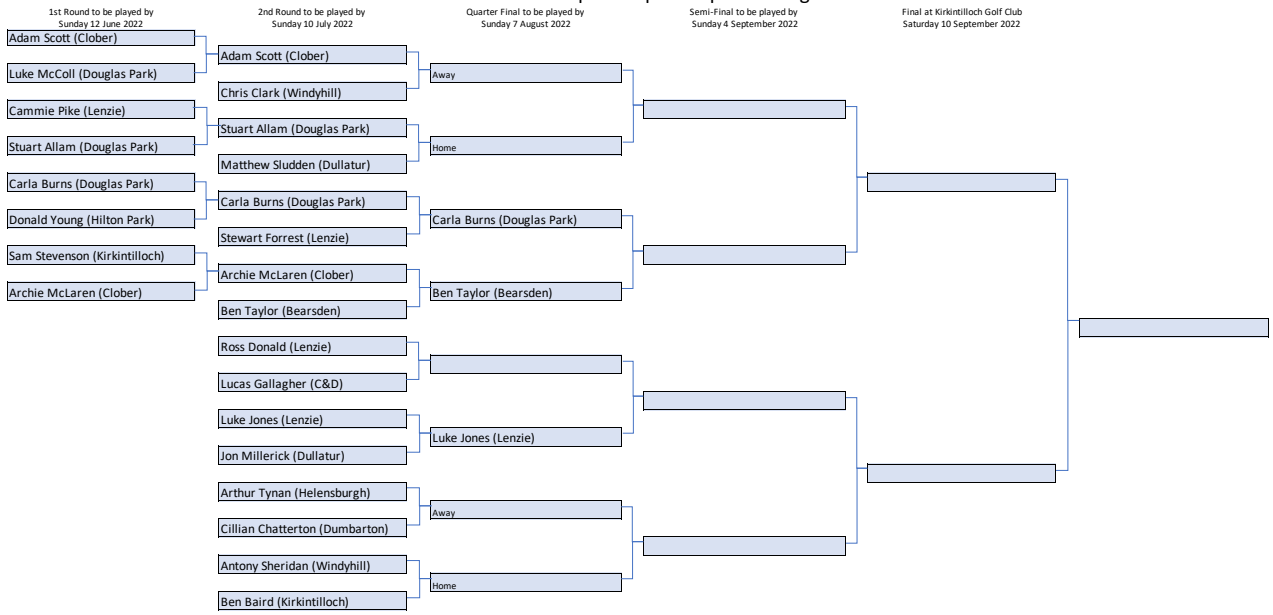 1st Round to be played by
Sunday 12 June 2022
2nd Round to be played by
Sunday 10 July 2022
Quarter Final to be played by
Sunday 7 August 2022
Semi-Final to be played by
Sunday 4 September 2022
Final at Kirkintilloch Golf Club
Saturday 10 September 2022
Adam Scott (Clober)
Luke McColl (Douglas Park)
Cammie Pike (Lenzie)
Stuart Allam (Douglas Park)
Carla Burns (Douglas Park)
Donald Young (Hilton Park)
Sam Stevenson (Kirkintilloch)
Archie McLaren (Clober)
Adam Scott (Clober)
Chris Clark (Windyhill)
Stuart Allam (Douglas Park)
Matthew Sludden (Dullatur)
Carla Burns (Douglas Park)
Stewart Forrest (Lenzie)
Archie McLaren (Clober)
Ben Taylor (Bearsden)
Ross Donald (Lenzie)
Lucas Gallagher (C&D)
Luke Jones (Lenzie)
Jon Millerick (Dullatur)
Arthur Tynan (Helensburgh)
Cillian Chatterton (Dumbarton)
Antony Sheridan (Windyhill)
Ben Baird (Kirkintilloch)
Away
Home
Carla Burns (Douglas Park)
Ben Taylor (Bearsden)
Luke Jones (Lenzie)
Away
Home